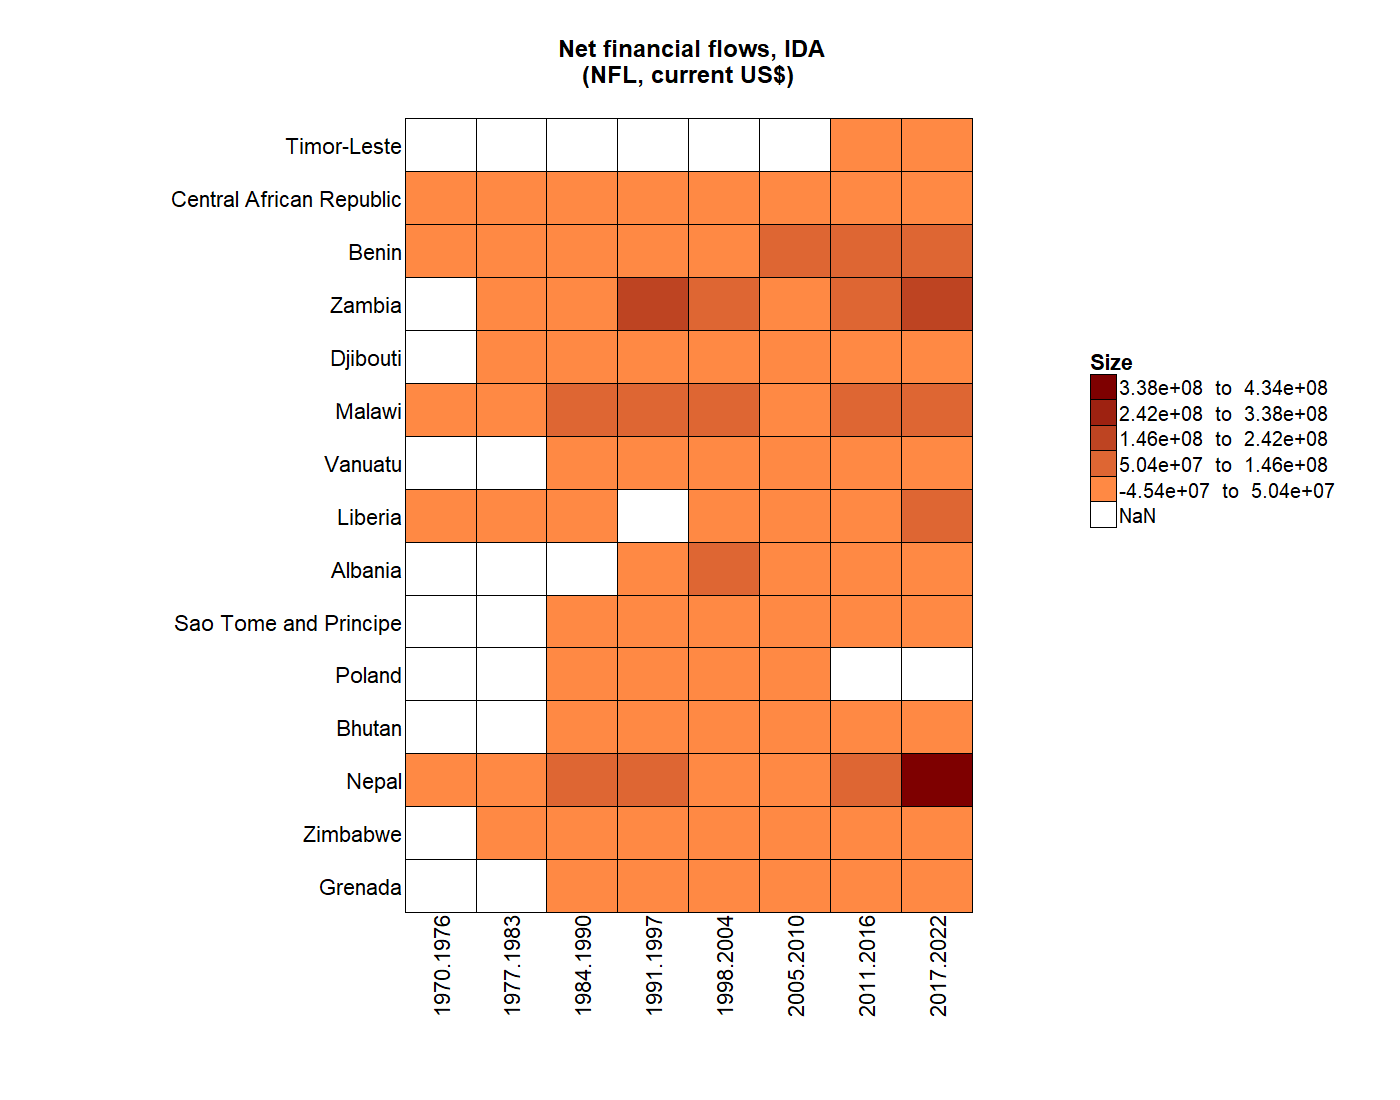 Net financial flows, IDA
(NFL, current US$)
Timor-Leste
Central African Republic
Benin
Zambia
Djibouti
Malawi
Vanuatu
Liberia
Albania
Sao Tome and Principe
Poland
Bhutan
Nepal
Zimbabwe
Grenada
1970.1976
1977.1983
1984.1990
1991.1997
1998.2004
2005.2010
2011.2016
2017.2022
Size
3.38e+08 to 4.34e+08
2.42e+08 to 3.38e+08
1.46e+08 to 2.42e+08
5.04e+07 to 1.46e+08
-4.54e+07 to 5.04e+07
NaN